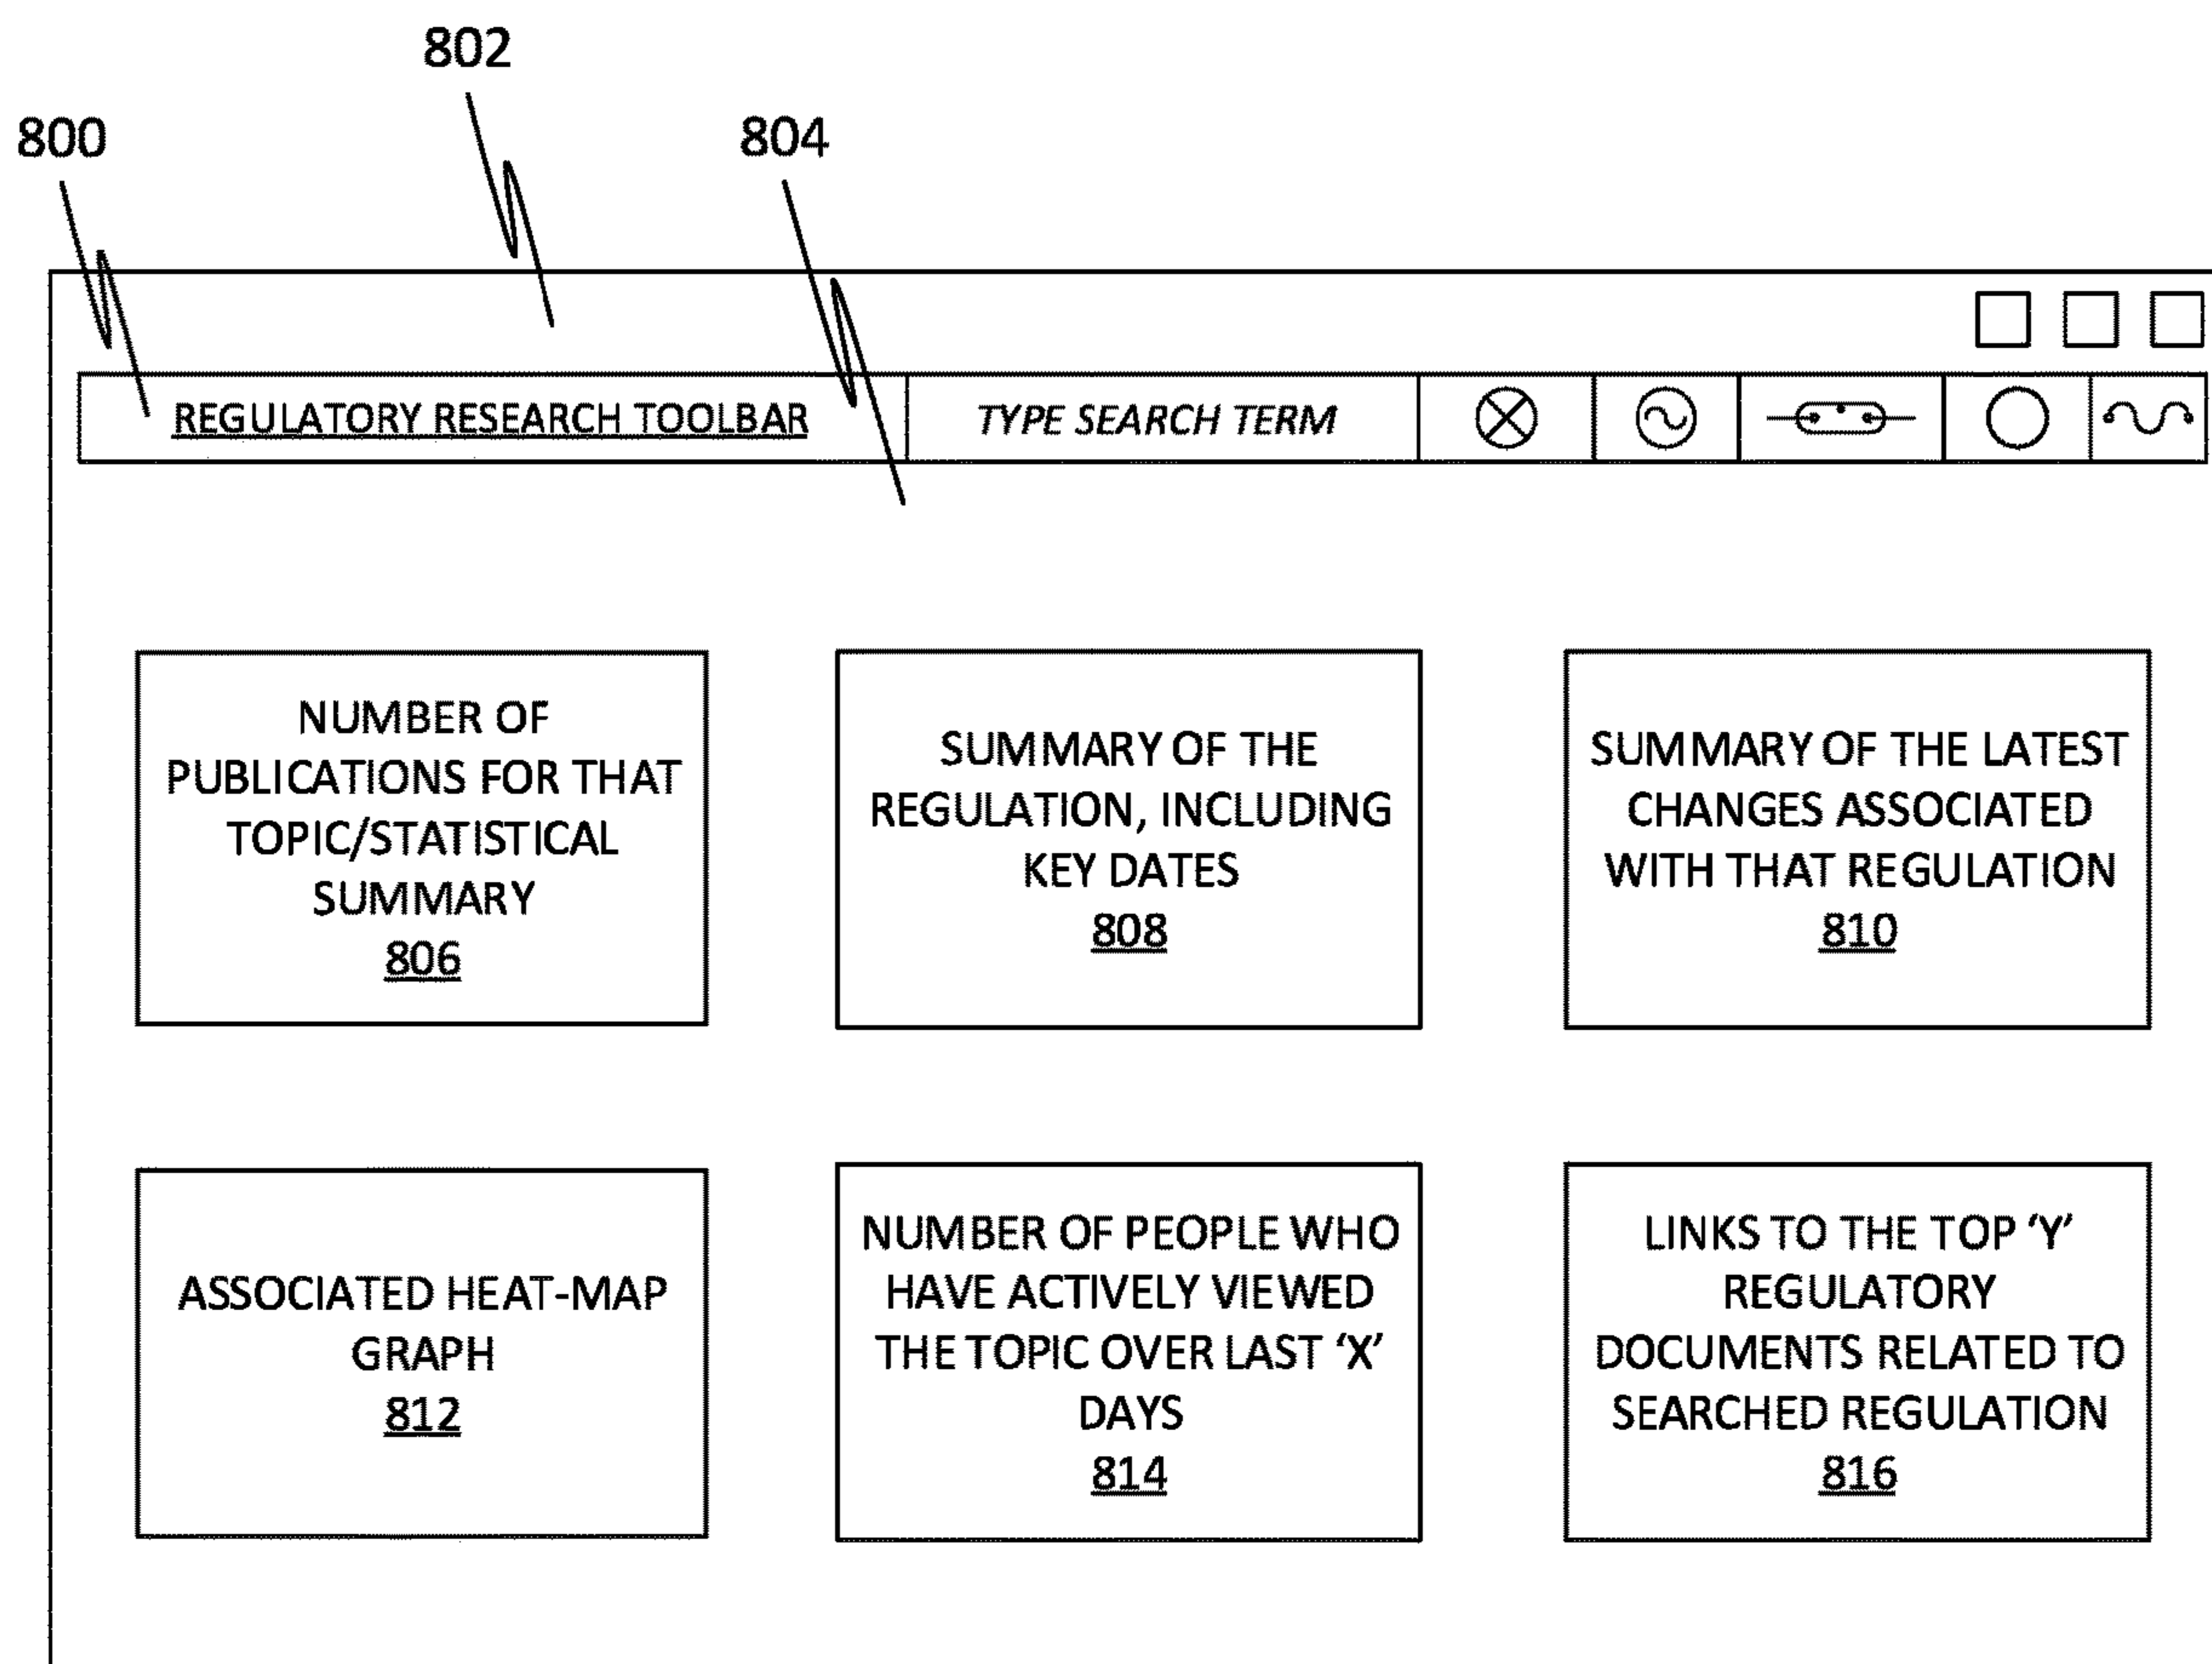 802
800
804
REGULATORY RESEARCH TOOLBAR
TYPE SEARCH TERM
NUMBER OF
PUBLICATIONS FOR THAT
TOPIC/STATISTICAL
SUMMARY
806
SUMMARY OF THE
REGULATION, INCLUDING
KEY DATES
808
SUMMARY OF THE LATEST
CHANGES ASSOCIATED
WITH THAT REGULATION
810
ASSOCIATED HEAT-MAP
GRAPH
812
NUMBER OF PEOPLE WHO
HAVE ACTIVELY VIEWED
THE TOPIC OVER LAST ‘X’
DAYS
814
LINKS TO THE TOP ‘Y’
REGULATORY
DOCUMENTS RELATED TO
SEARCHED REGULATION
816